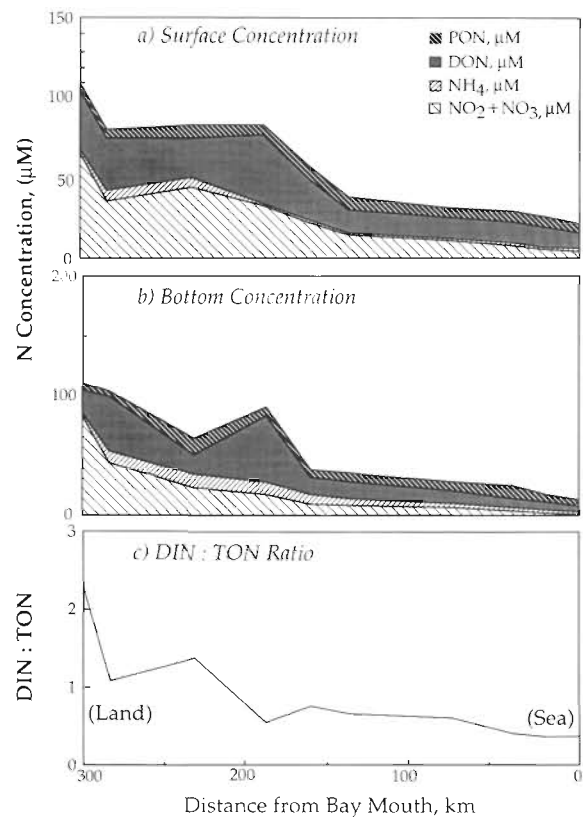 150
a) Surface Concentration
PON, µM
DON, µM
NH4, µM
NO2 + NO3, µM
100
50
0
N Concentration, (µM)
200
b) Bottom Concentration
100
0
3
c) DIN : TON Ratio
2
1
0
DIN : TON
(Land)
(Sea)
300
200
100
0
Distance from Bay Mouth, km